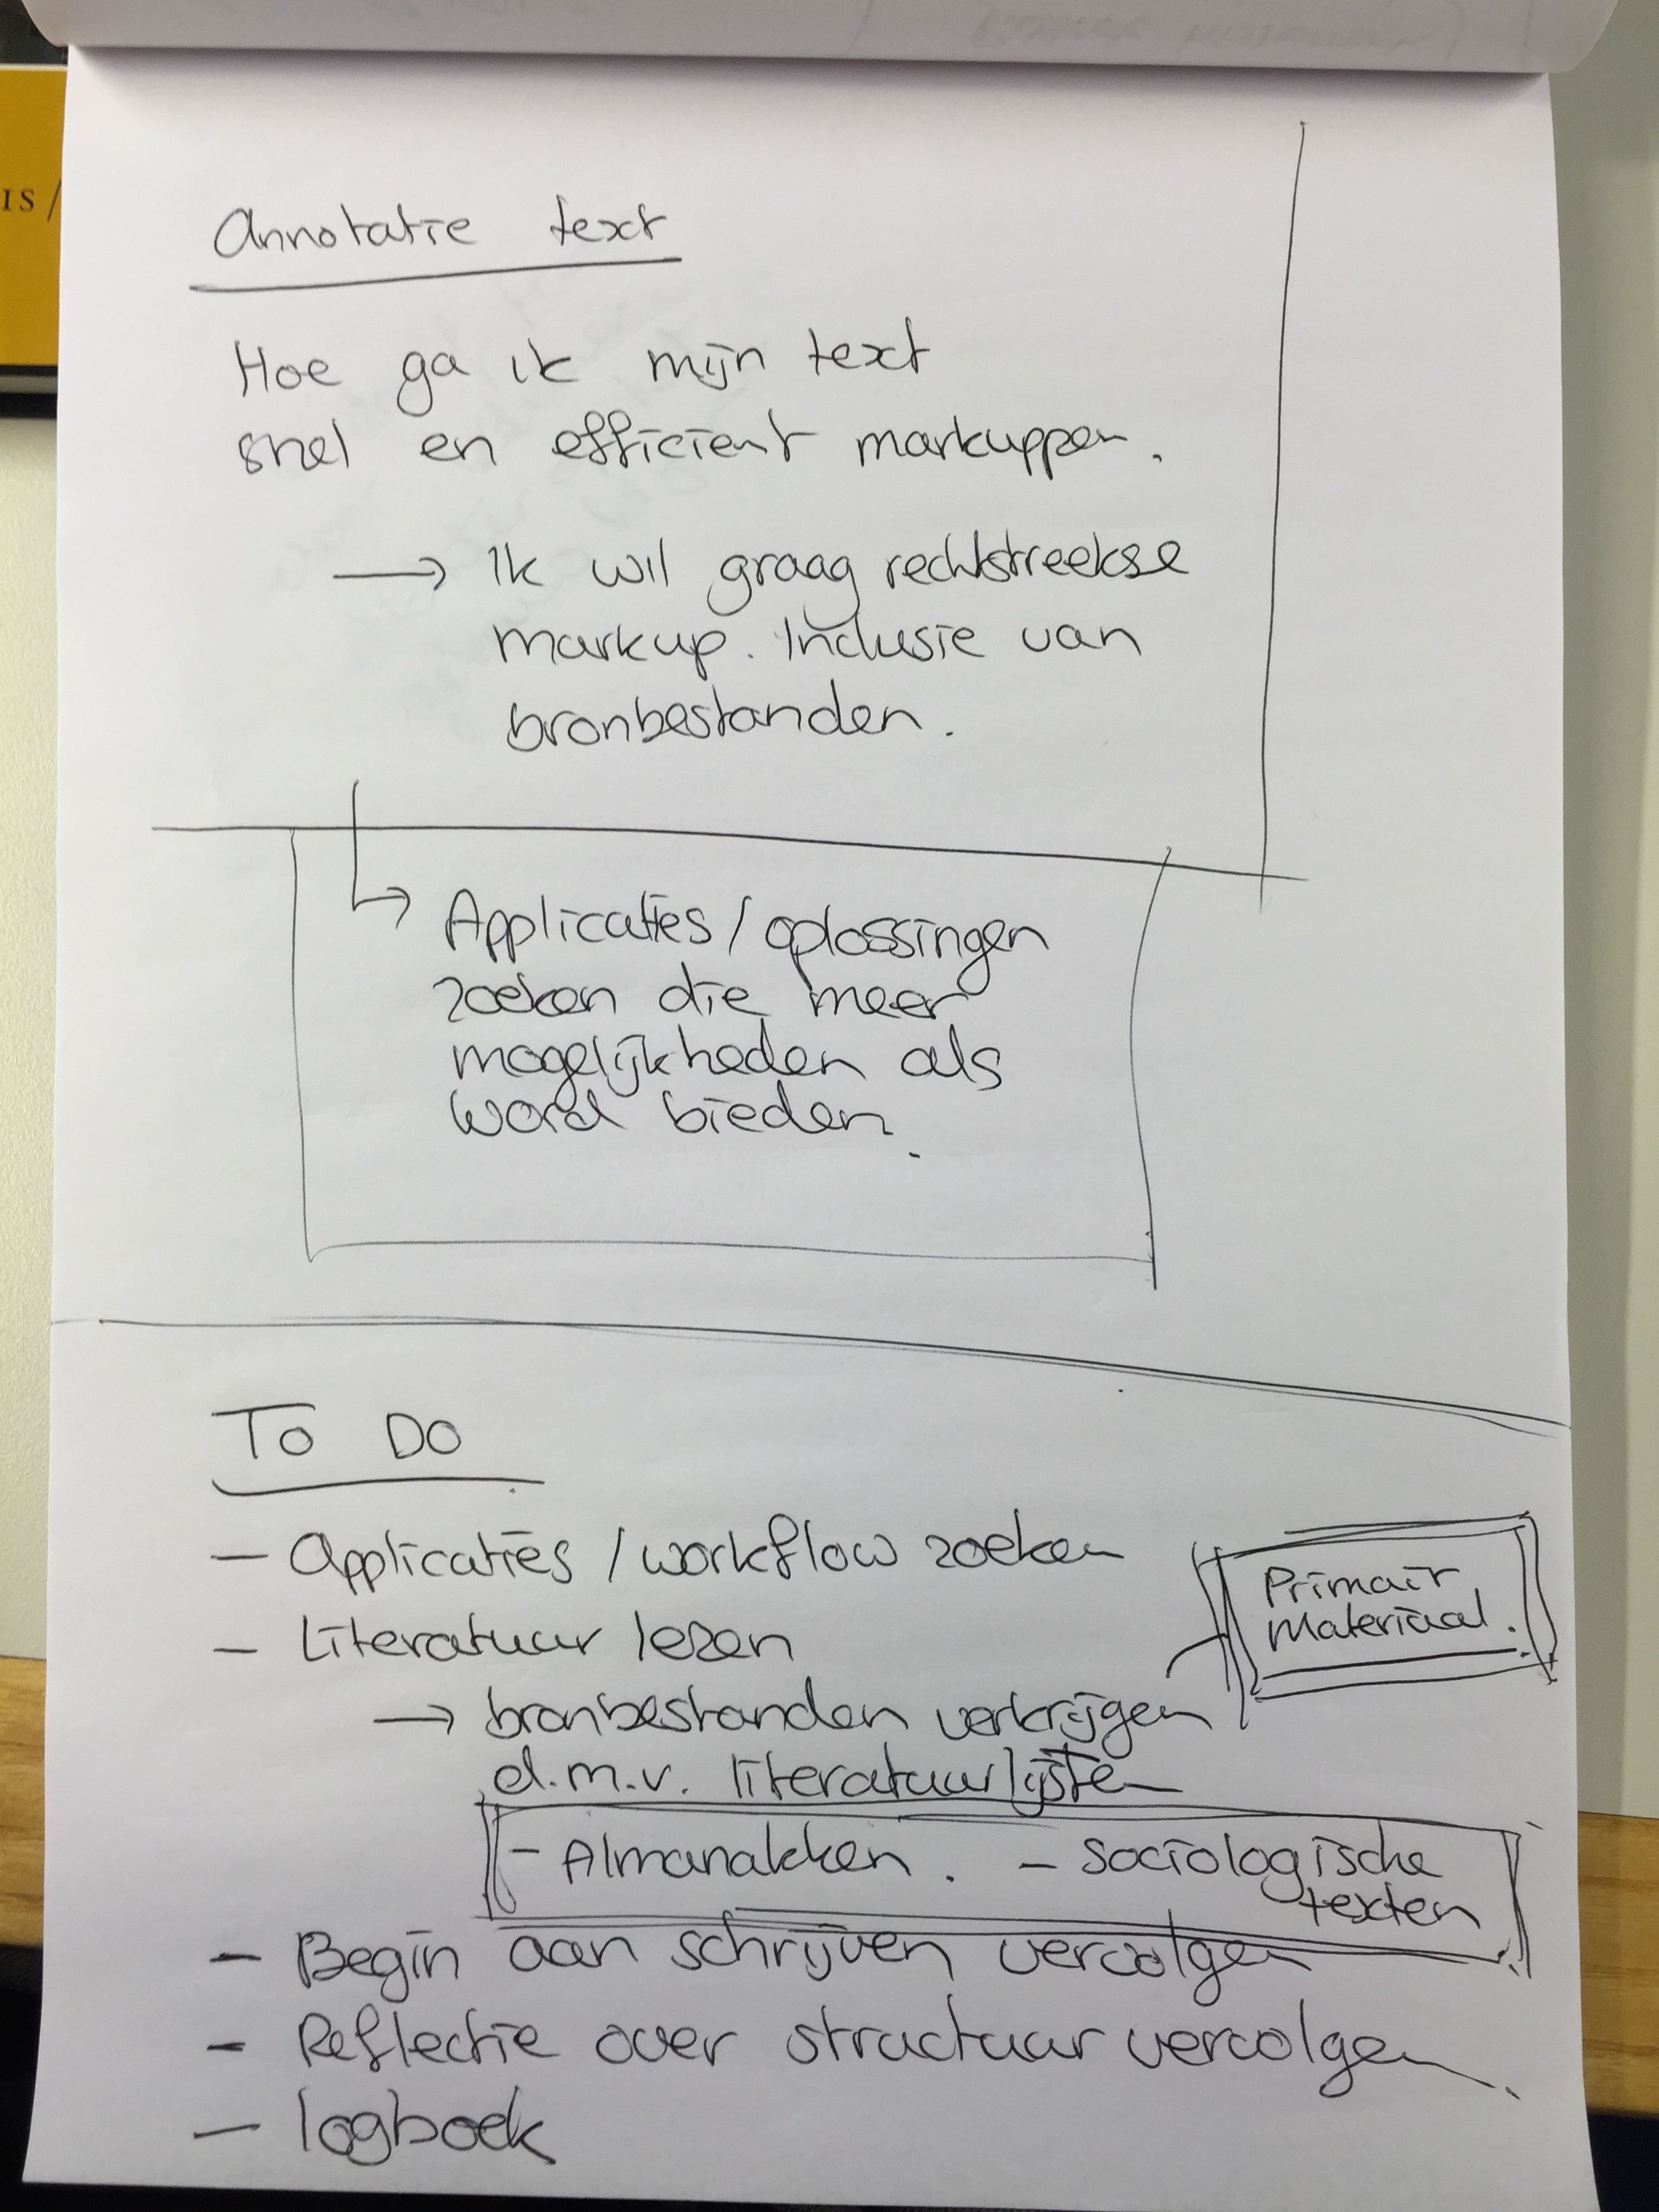 IS /
Annotatie text
Hoe ga ik mijn text
snel en efficient markuppen.
→ Ik wil graag rechtstreekse
markup. Inclusie van
bronbestanden.
Applicaties / oplossingen
zoeken die meer
mogelijkheden als
word bieden.
TO DO
- Applicaties / workflow zoeken
- Literatuur lezen
→ bronbestanden verkrijgen
d.m.v. literatuurlijsten
Primair
Materiaal.
- Almanakken. - Sociologische
texten
- Begin aan schrijven vervolgen
- Reflectie over structuur vervolgen.
- logboek